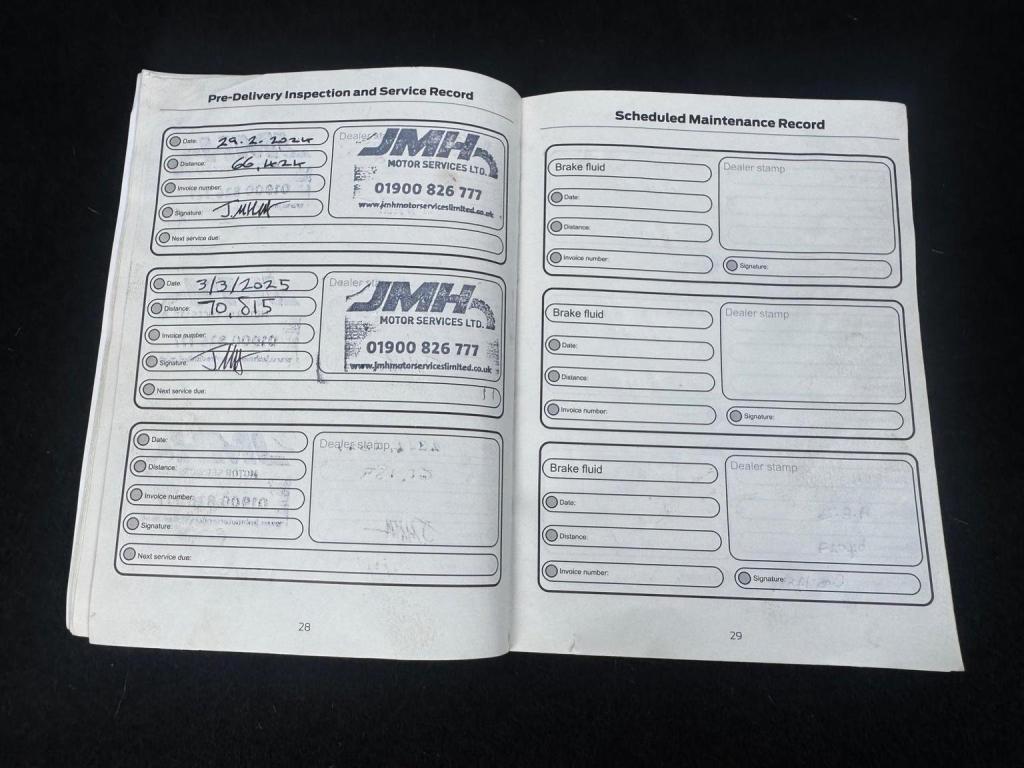 Pre-Delivery Inspection and Service Record
Date: 29.2.2024
Distance: 66,424
Invoice number:
Signature: J.MHM
Next service due:
Dealer stamp
JMH
MOTOR SERVICES LTD.
01900 826 777
www.jmhmotorserviceslimited.co.uk
Date: 3/3/2025
Distance: 70,815
Invoice number:
Signature:
Next service due:
Dealer stamp
JMH
MOTOR SERVICES LTD.
01900 826 777
www.jmhmotorserviceslimited.co.uk
Date:
Distance:
Invoice number:
Signature:
Next service due:
Dealer stamp
28
Scheduled Maintenance Record
Brake fluid
Date:
Distance:
Invoice number:
Dealer stamp
Signature:
Brake fluid
Date:
Distance:
Invoice number:
Dealer stamp
Signature:
Brake fluid
Date:
Distance:
Invoice number:
Dealer stamp
Signature:
29